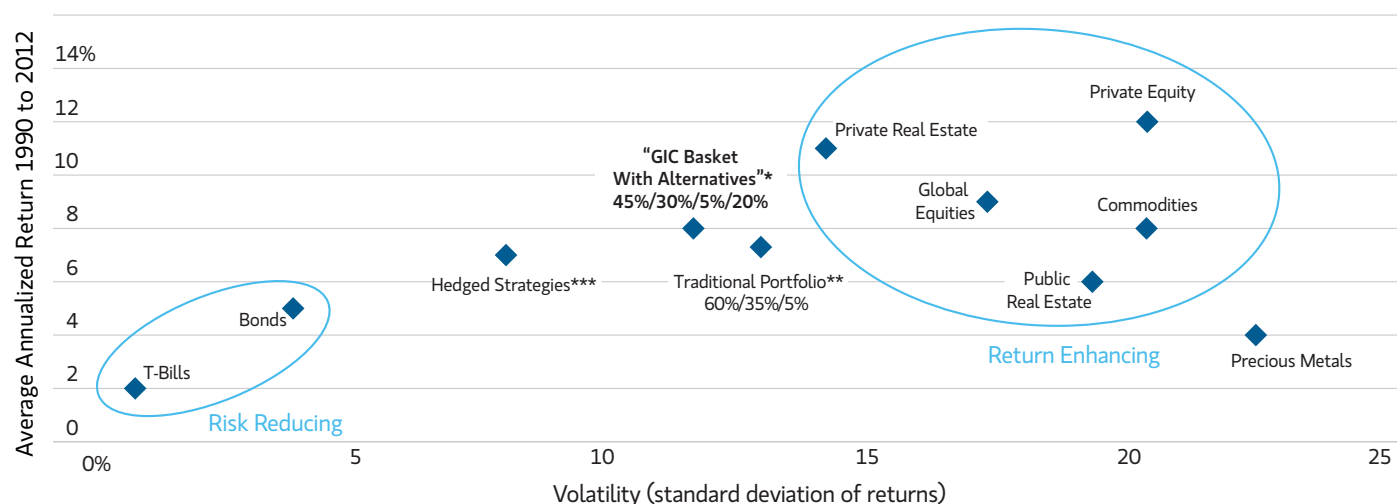 Average Annualized Return 1990 to 2012
14%
12
10
8
6
4
2
0
Private Equity
Private Real Estate
“GIC Basket
With Alternatives”*
45%/30%/5%/20%
Global
Equities
Commodities
Hedged Strategies***
Traditional Portfolio**
60%/35%/5%
Public
Real Estate
Bonds
T-Bills
Return Enhancing
Precious Metals
Risk Reducing
0%
5
10
15
20
25
Volatility (standard deviation of returns)